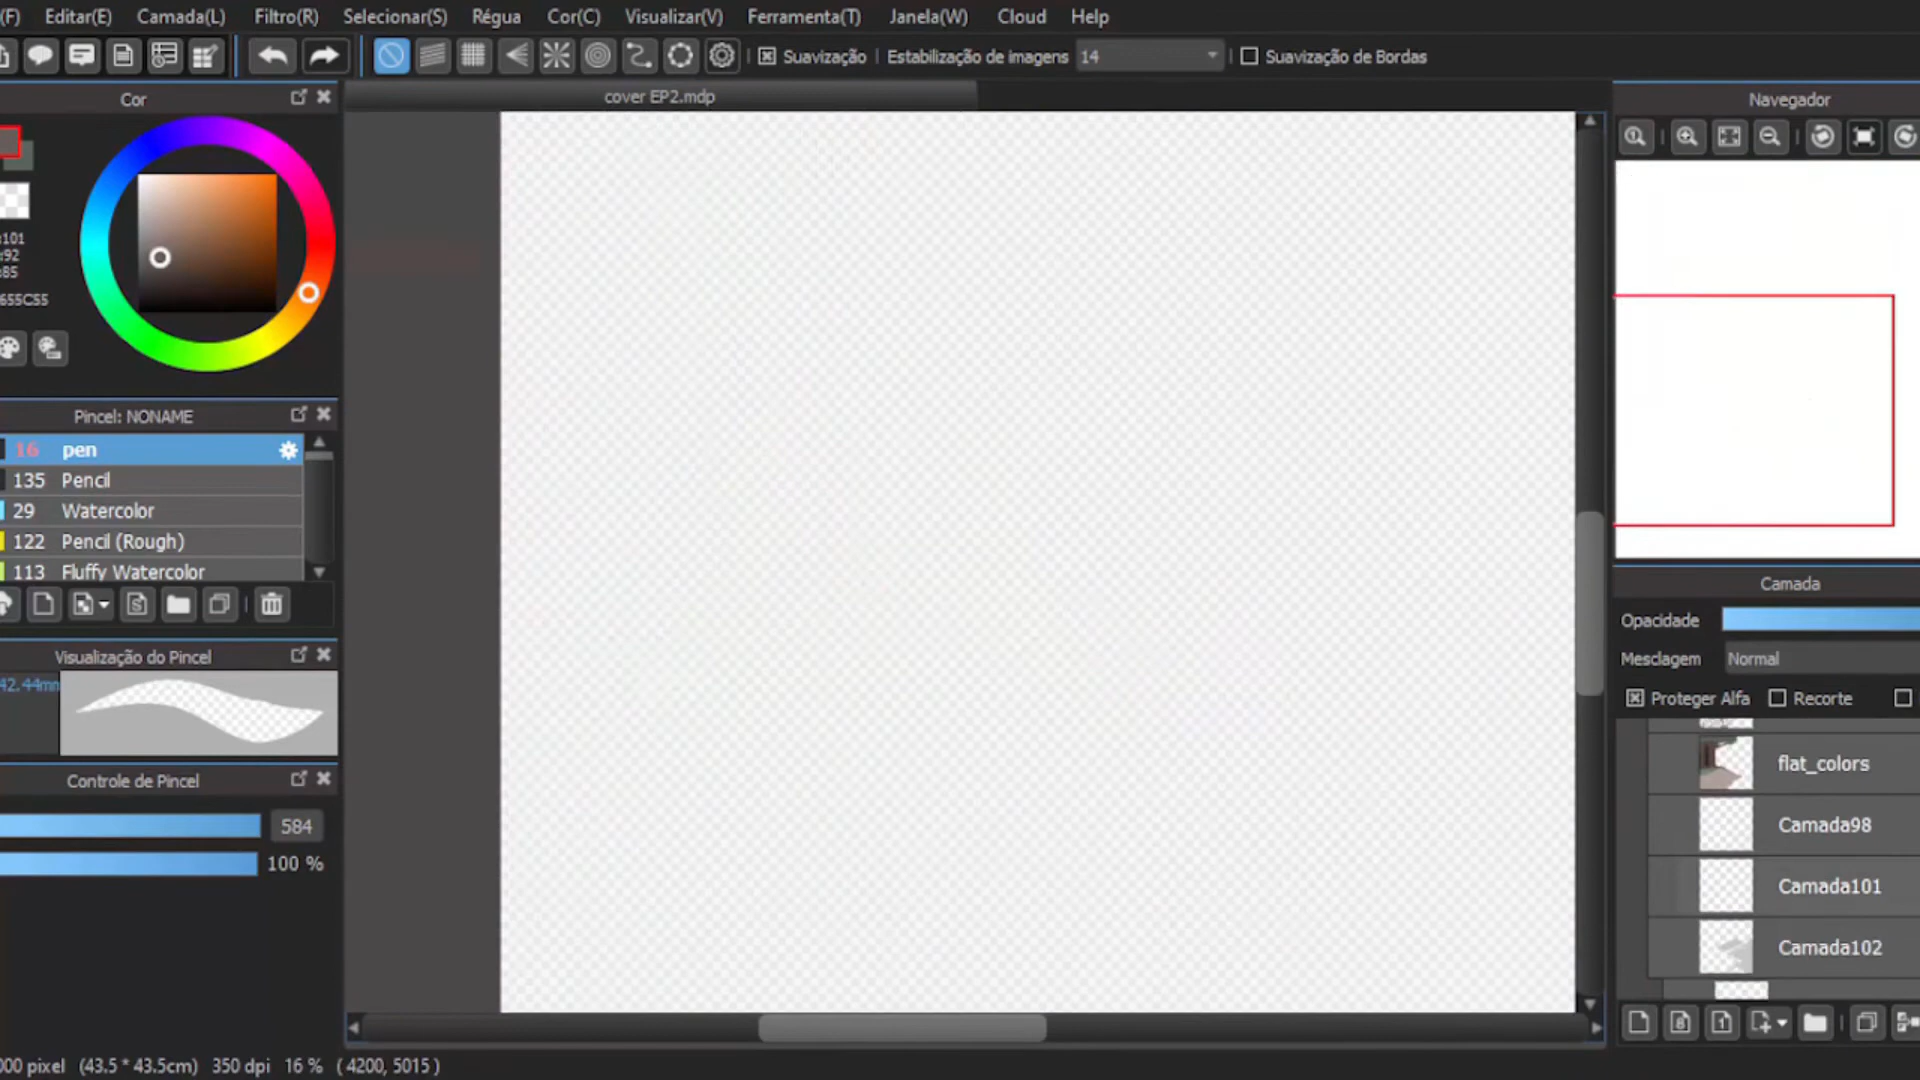 (F) Editar(E) Camada(L) Filtro(R) Selecionar(S) Régua Cor(C) Visualizar(V) Ferramenta(T) Janela(W) Cloud Help
Suavização Estabilização de imagens 14 Suavização de Bordas
Cor
cover EP2.mdp
Navegador
:101
:92
:85
655C55
Pincel: NONAME
16 pen
135 Pencil
29 Watercolor
122 Pencil (Rough)
113 Fluffy Watercolor
Visualização do Pincel
42.44mm
Controle de Pincel
584
100 %
Camada
Opacidade
Mesclagem Normal
Proteger Alfa Recorte
flat_colors
Camada98
Camada101
Camada102
000 pixel (43.5 * 43.5cm) 350 dpi 16 % ( 4200, 5015 )